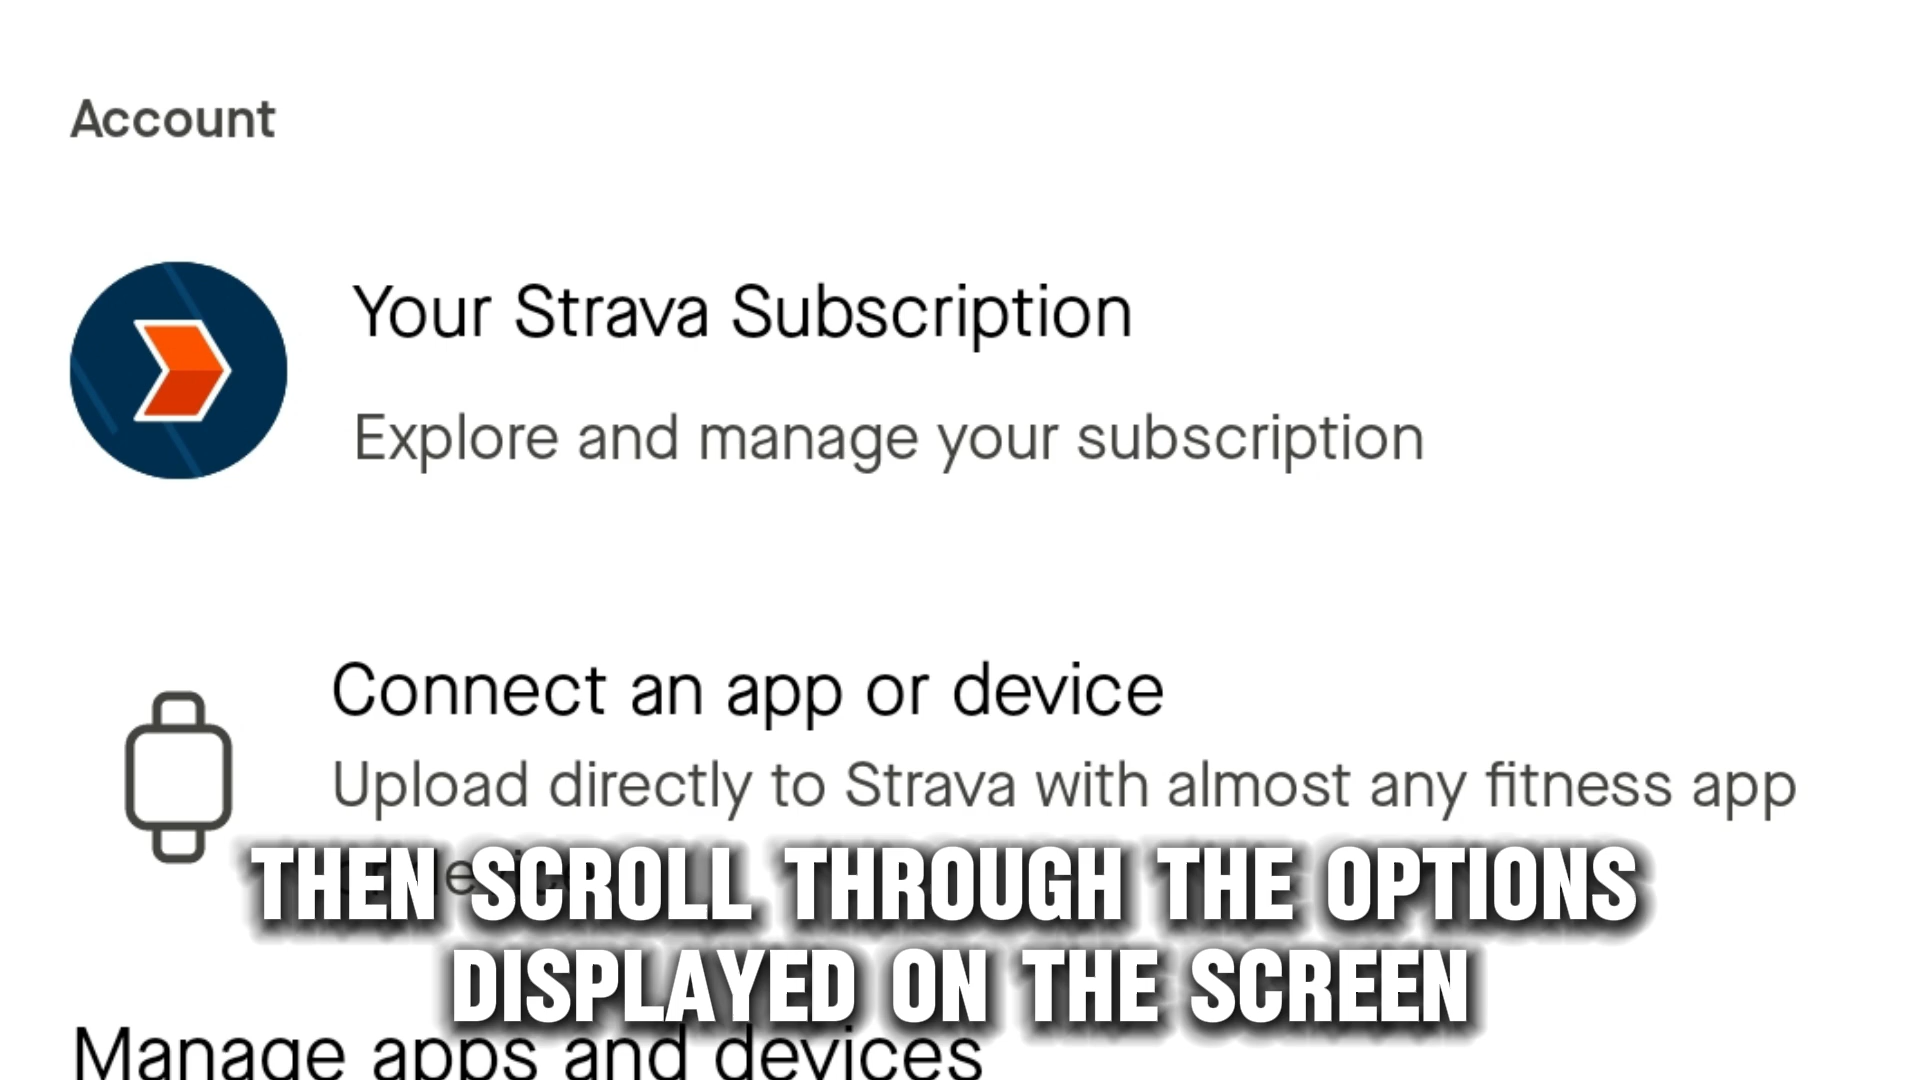 Account
Your Strava Subscription
Explore and manage your subscription
Connect an app or device
Upload directly to Strava with almost any fitness app
THEN SCROLL THROUGH THE OPTIONS
DISPLAYED ON THE SCREEN
Manage apps and devices